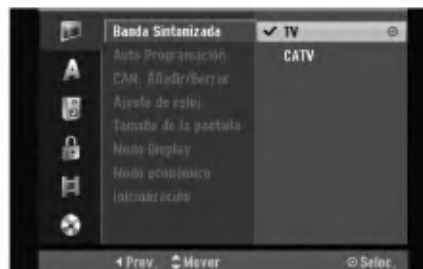 Banda Sintonizada
✔ TV
CATV
Auto Programación
CAN. Añadir/Borrar
Ajuste de reloj
Tamaño de la pantalla
Modo Display
Modo económico
Inicialización
A
◄ Prev. Mover
Selec.